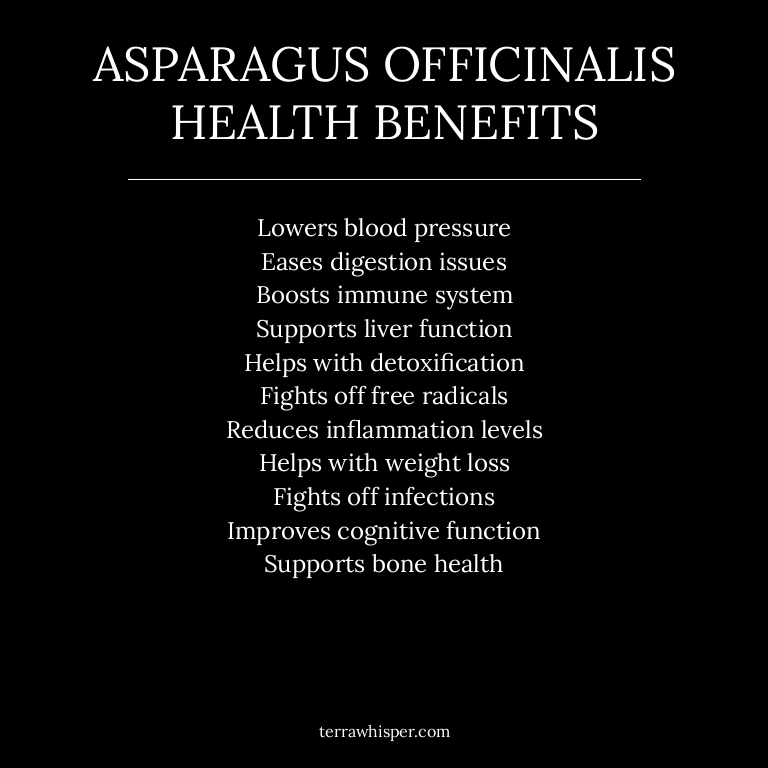 ASPARAGUS OFFICINALIS
HEALTH BENEFITS
Lowers blood pressure
Eases digestion issues
Boosts immune system
Supports liver function
Helps with detoxification
Fights off free radicals
Reduces inflammation levels
Helps with weight loss
Fights off infections
Improves cognitive function
Supports bone health
terrawhisper.com